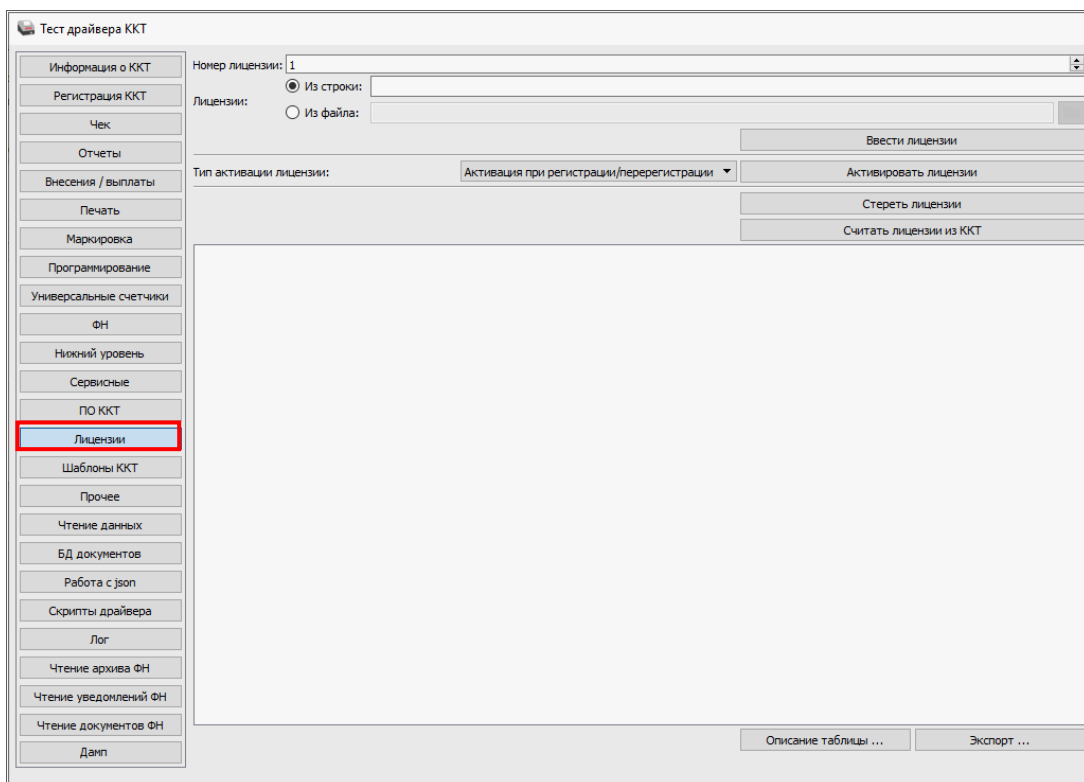 Тест драйвера ККТ
Информация о ККТ
Регистрация ККТ
Чек
Отчеты
Внесения / выплаты
Печать
Маркировка
Программирование
Универсальные счетчики
ФН
Нижний уровень
Сервисные
ПО ККТ
Лицензии
Шаблоны ККТ
Прочее
Чтение данных
БД документов
Работа с json
Скрипты драйвера
Лог
Чтение архива ФН
Чтение уведомлений ФН
Чтение документов ФН
Дамп
Номер лицензии: 1
Лицензии:
Из строки:
Из файла:
Ввести лицензии
Тип активации лицензии: Активация при регистрации/перерегистрации Активировать лицензии
Стереть лицензии
Считать лицензии из ККТ
Описание таблицы ... Экспорт ...